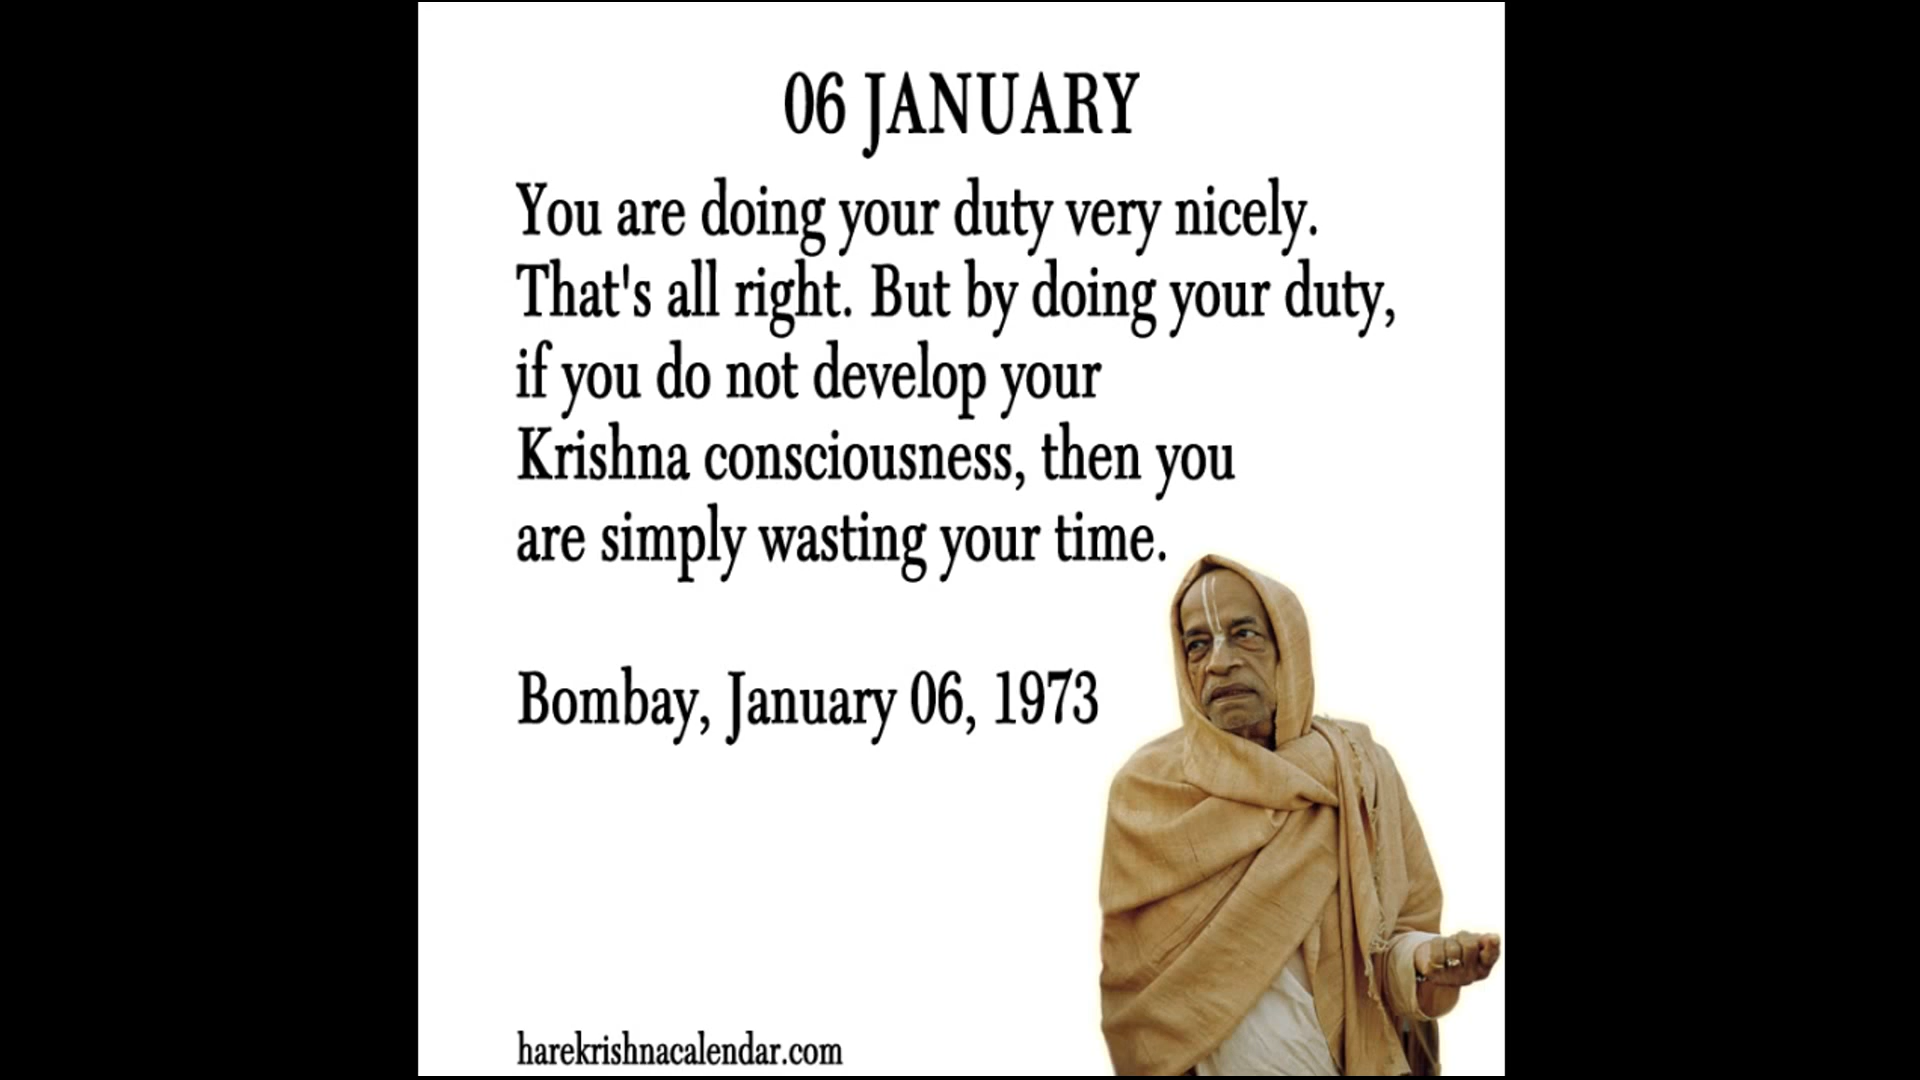 06 JANUARY
You are doing your duty very nicely.
That's all right. But by doing your duty,
if you do not develop your
Krishna consciousness, then you
are simply wasting your time.
Bombay, January 06, 1973
harekrishnacalendar.com